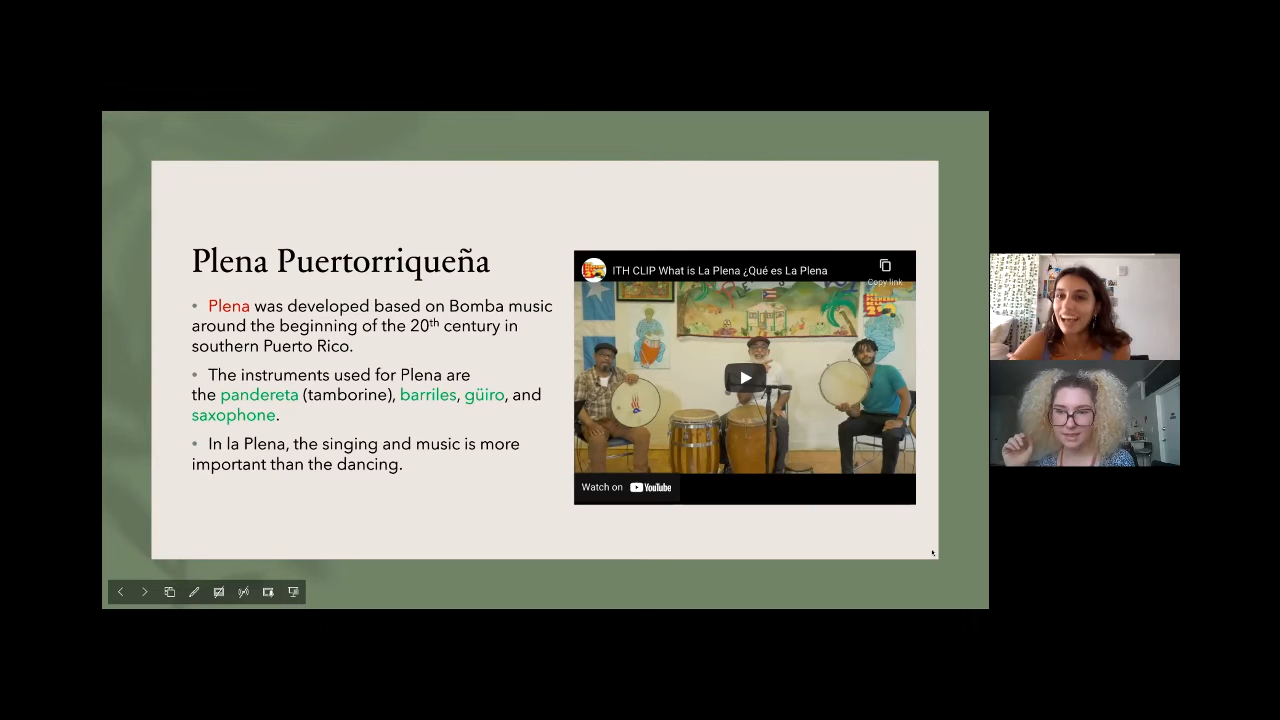 Plena Puertorriqueña
• Plena was developed based on Bomba music
around the beginning of the 20th century in
southern Puerto Rico.
• The instruments used for Plena are
the pandereta (tamborine), barriles, güiro, and
saxophone.
• In la Plena, the singing and music is more
important than the dancing.
ITH CLIP What is La Plena ¿Qué es La Plena
Copy link
Watch on YouTube